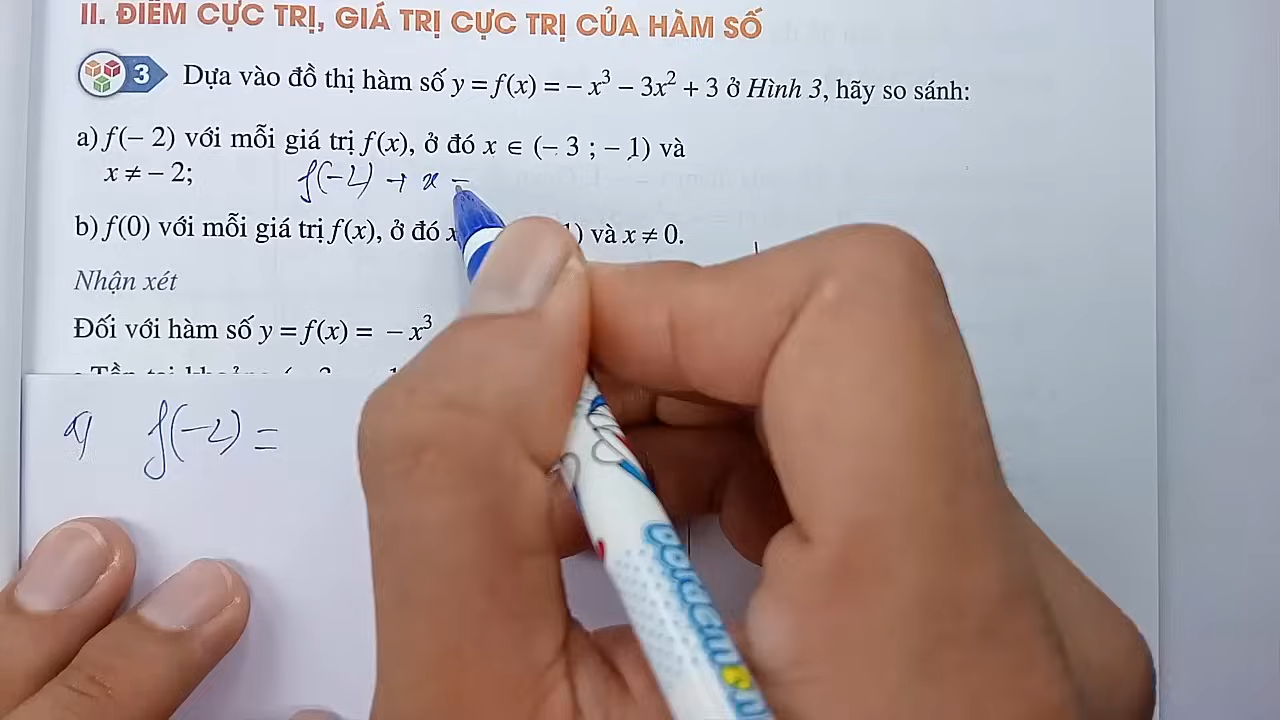 II. ĐIỂM CỰC TRỊ, GIÁ TRỊ CỰC TRỊ CỦA HÀM SỐ
3 Dựa vào đồ thị hàm số y = f(x) = – x³ – 3x² + 3 ở Hình 3, hãy so sánh:
a) f(– 2) với mỗi giá trị f(x), ở đó x ∈ (– 3 ; – 1) và
x ≠ – 2;
f(-2) → x =
b) f(0) với mỗi giá trị f(x), ở đó x 1) và x ≠ 0.
Nhận xét
Đối với hàm số y = f(x) = – x³
a) f(-2) =